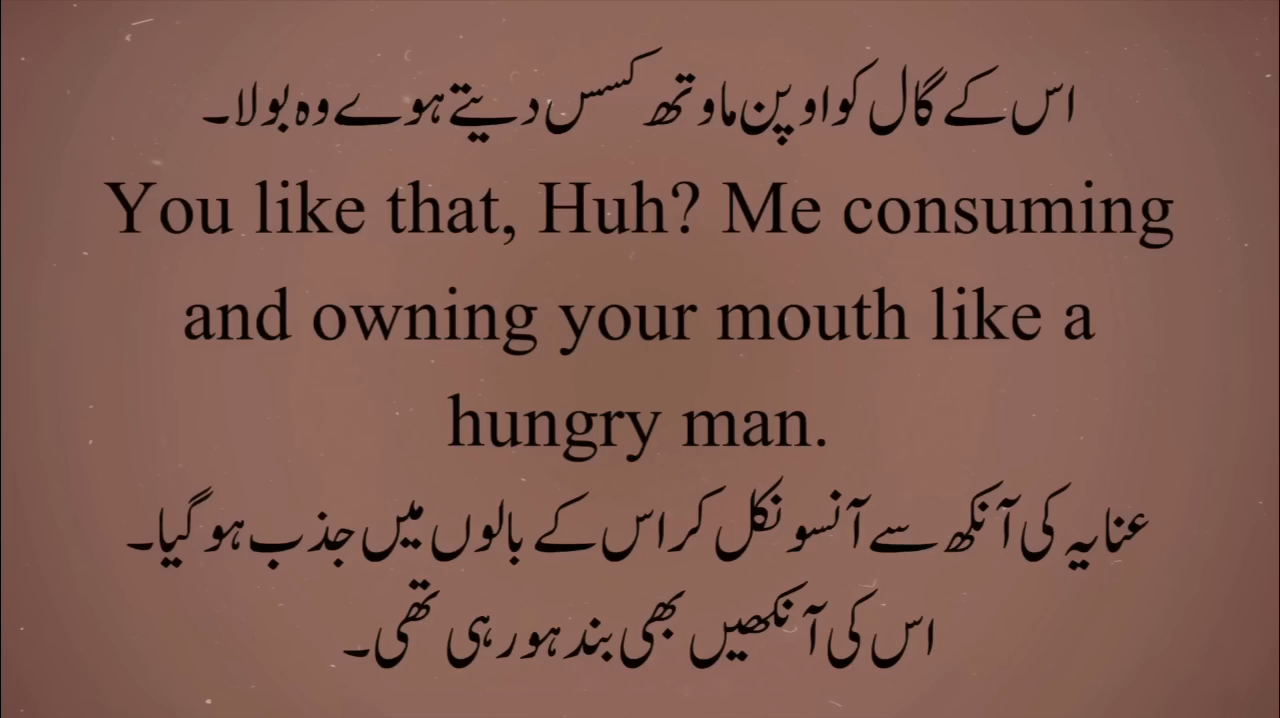 اس کے گال کو اوپن ماوتھ کسس دیتے ہوے وہ بولا۔
You like that, Huh? Me consuming
and owning your mouth like a
hungry man.
عنایہ کی آنکھ سے آنسو نکل کر اس کے بالوں میں جذب ہو گیا۔
اس کی آنکھیں بھی بند ہو رہی تھی۔